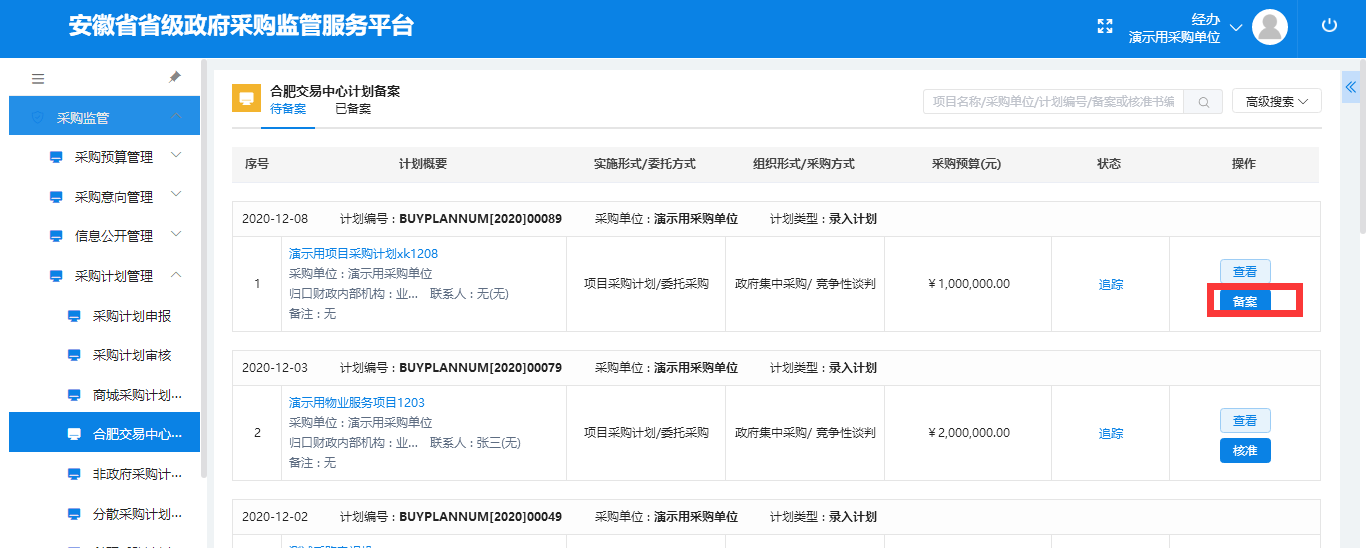 安徽省省级政府采购监管服务平台
经办
演示用采购单位
采购监管
采购预算管理
采购意向管理
信息公开管理
采购计划管理
采购计划申报
采购计划审核
商城采购计划...
合肥交易中心...
非政府采购计...
分散采购计划...
合肥交易中心计划备案
待备案 已备案
项目名称/采购单位/计划编号/备案或核准书编
高级搜索
序号 计划概要 实施形式/委托方式 组织形式/采购方式 采购预算(元) 状态 操作
2020-12-08 计划编号 : BUYPLANNUM[2020]00089 采购单位 : 演示用采购单位 计划类型 : 录入计划
1
演示用项目采购计划xk1208
采购单位 : 演示用采购单位
归口财政内部机构 : 业... 联系人 : 无(无)
备注 : 无
项目采购计划/委托采购
政府集中采购/ 竞争性谈判
￥1,000,000.00
追踪
查看
备案
2020-12-03 计划编号 : BUYPLANNUM[2020]00079 采购单位 : 演示用采购单位 计划类型 : 录入计划
2
演示用物业服务项目1203
采购单位 : 演示用采购单位
归口财政内部机构 : 业... 联系人 : 张三(无)
备注 : 无
项目采购计划/委托采购
政府集中采购/ 竞争性谈判
￥2,000,000.00
追踪
查看
核准
2020-12-02 计划编号 : BUYPLANNUM[2020]00049 采购单位 : 演示用采购单位 计划类型 : 录入计划